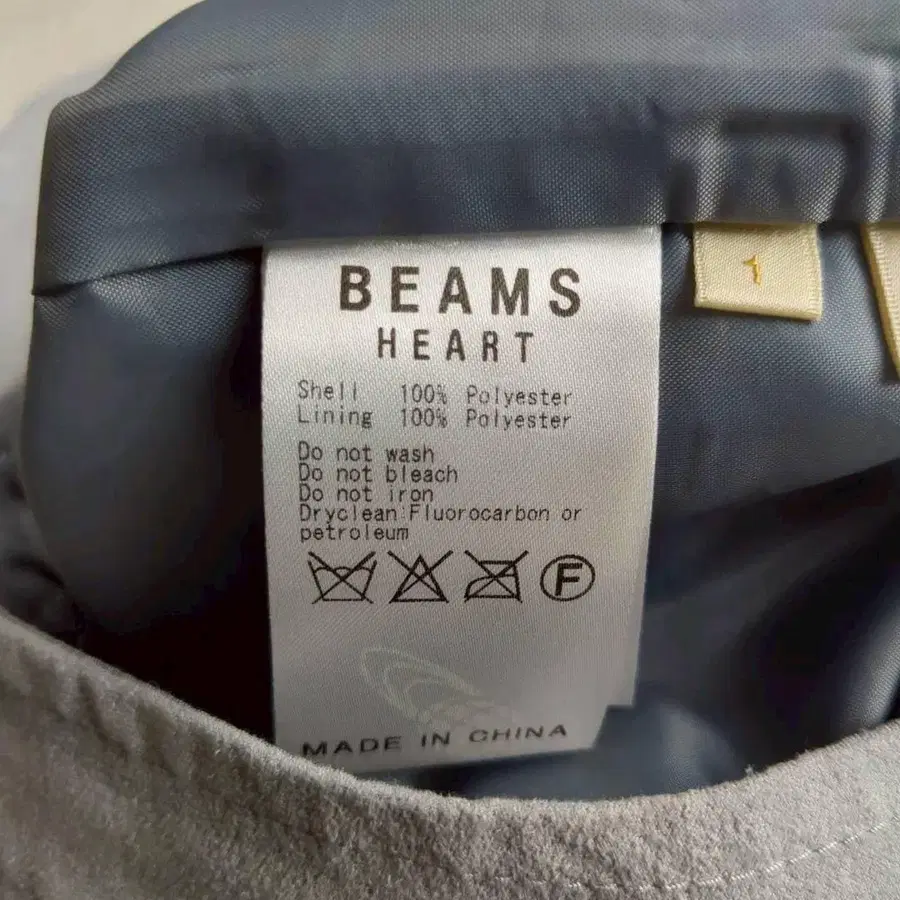 BEAMS
HEART
1
Shell 100% Polyester
Lining 100% Polyester
Do not wash
Do not bleach
Do not iron
Dryclean:Fluorocarbon or
petroleum
F
MADE IN CHINA